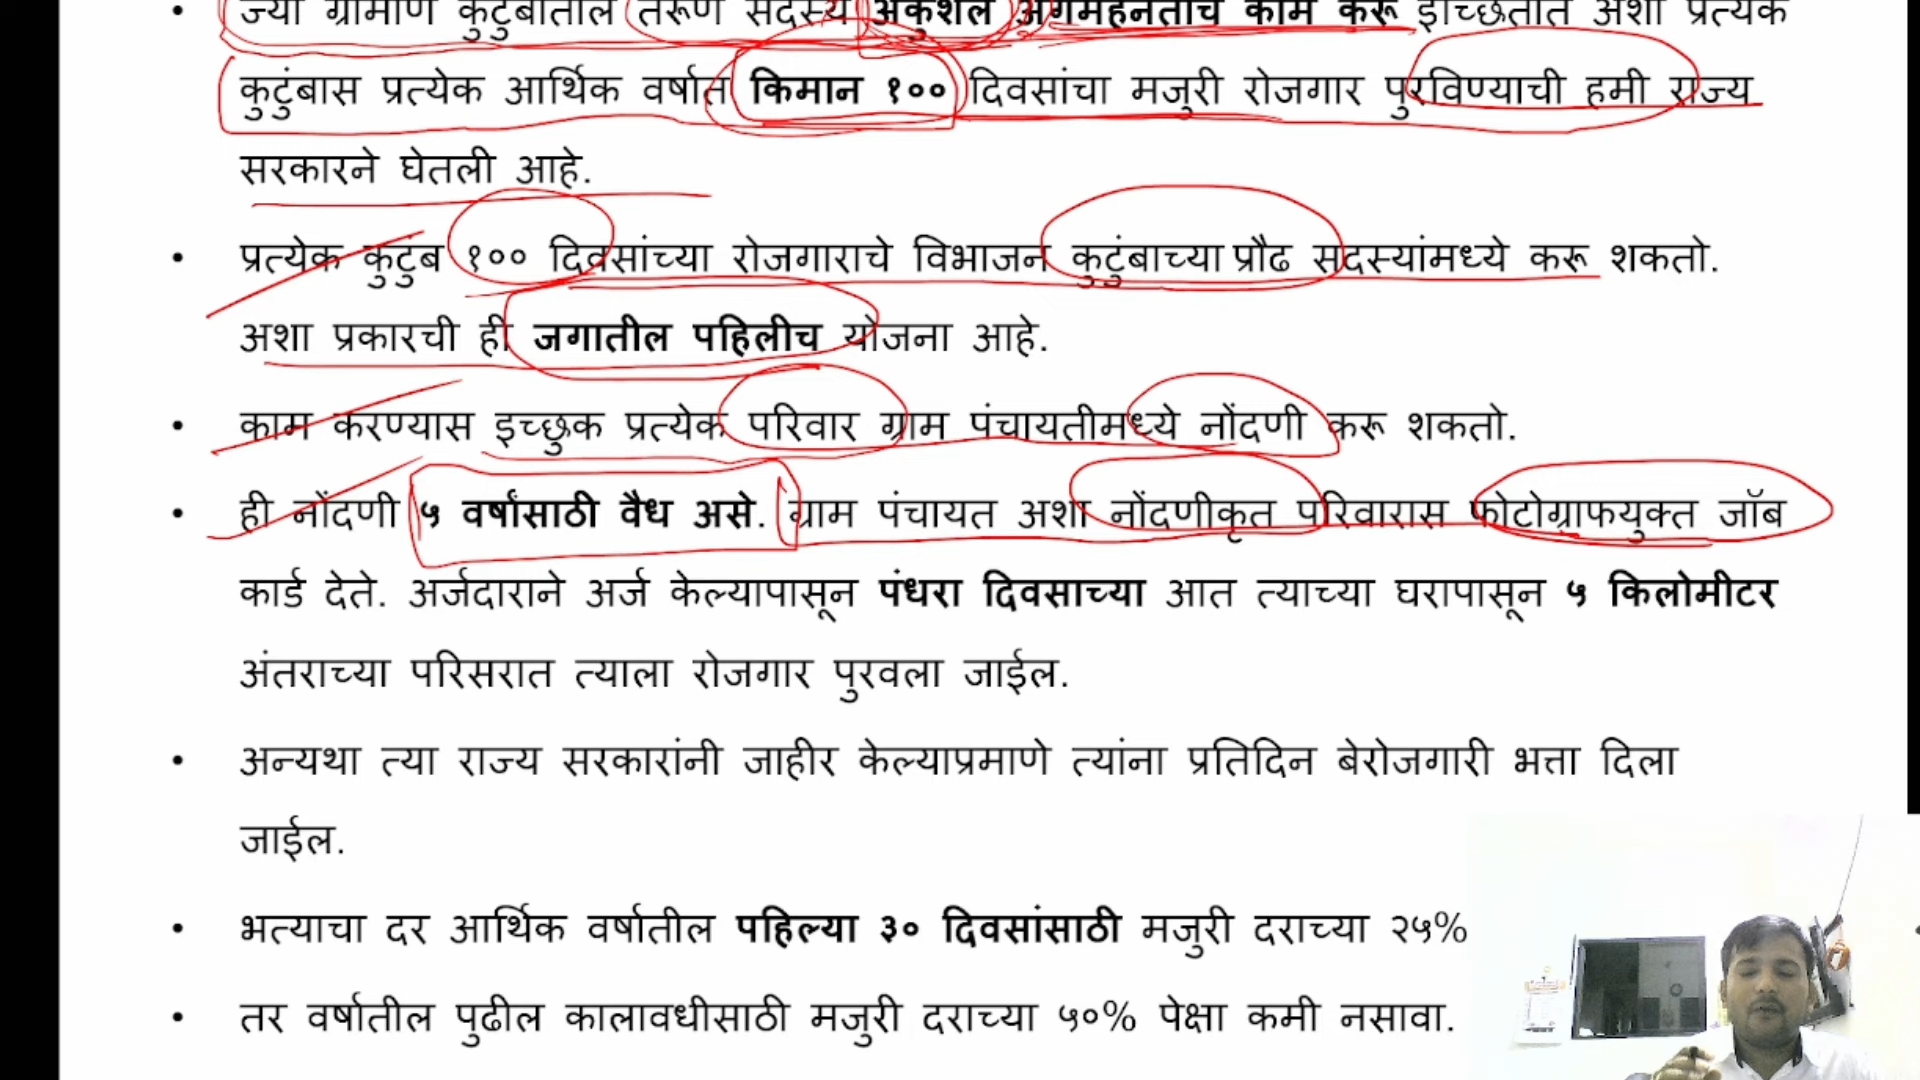 ज्या ग्रामीण कुटुंबातील तरुण सदस्य अकुशल अंगमेहनतीचे काम करू इच्छितात अशा प्रत्येक
कुटुंबास प्रत्येक आर्थिक वर्षात किमान १०० दिवसांचा मजुरी रोजगार पुरविण्याची हमी राज्य
सरकारने घेतली आहे.
• प्रत्येक कुटुंब १०० दिवसांच्या रोजगाराचे विभाजन कुटुंबाच्या प्रौढ सदस्यांमध्ये करू शकतो.
अशा प्रकारची ही जगातील पहिलीच योजना आहे.
• काम करण्यास इच्छुक प्रत्येक परिवार ग्राम पंचायतीमध्ये नोंदणी करू शकतो.
• ही नोंदणी ५ वर्षांसाठी वैध असे. ग्राम पंचायत अशा नोंदणीकृत परिवारास फोटोग्राफयुक्त जॉब
कार्ड देते. अर्जदाराने अर्ज केल्यापासून पंधरा दिवसाच्या आत त्याच्या घरापासून ५ किलोमीटर
अंतराच्या परिसरात त्याला रोजगार पुरवला जाईल.
• अन्यथा त्या राज्य सरकारांनी जाहीर केल्याप्रमाणे त्यांना प्रतिदिन बेरोजगारी भत्ता दिला
जाईल.
• भत्याचा दर आर्थिक वर्षातील पहिल्या ३० दिवसांसाठी मजुरी दराच्या २५%
• तर वर्षातील पुढील कालावधीसाठी मजुरी दराच्या ५०% पेक्षा कमी नसावा.